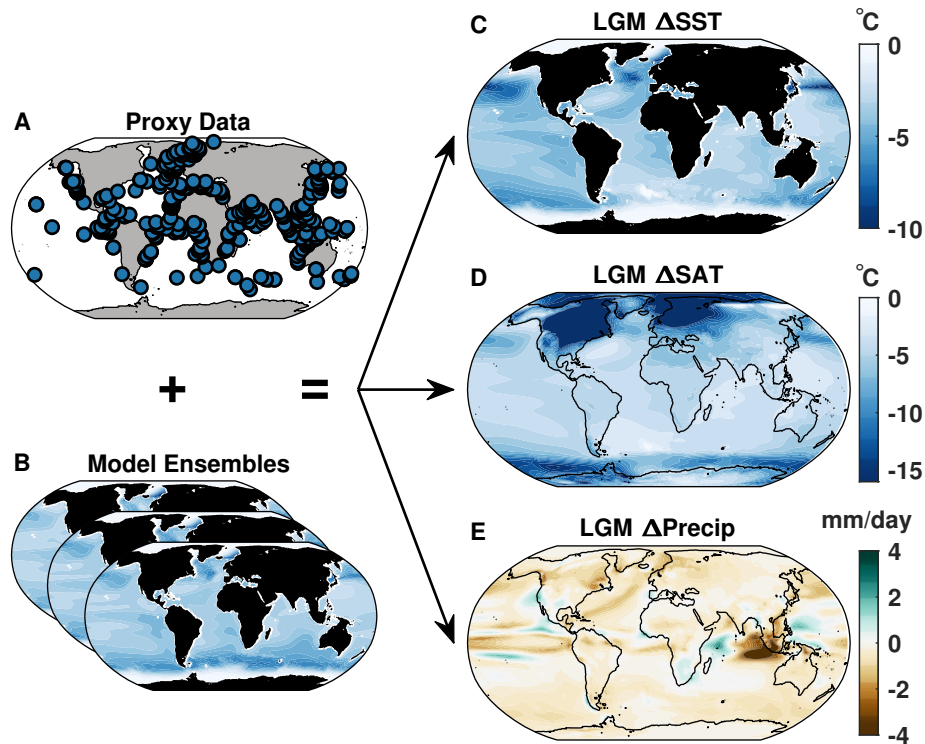 A
Proxy Data
+
=
B
Model Ensembles
C
LGM ΔSST
°C
0
-5
-10
D
LGM ΔSAT
°C
0
-5
-10
-15
E
LGM ΔPrecip
mm/day
4
2
0
-2
-4